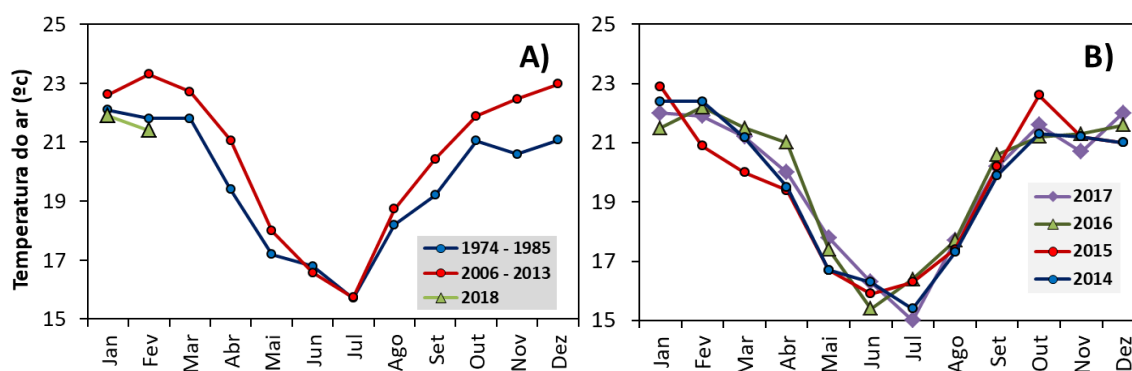 Temperatura do ar (ºc)
25
23
21
19
17
15
A)
1974 - 1985
2006 - 2013
2018
Jan
Fev
Mar
Abr
Mai
Jun
Jul
Ago
Set
Out
Nov
Dez
25
23
21
19
17
15
B)
2017
2016
2015
2014
Jan
Fev
Mar
Abr
Mai
Jun
Jul
Ago
Set
Out
Nov
Dez